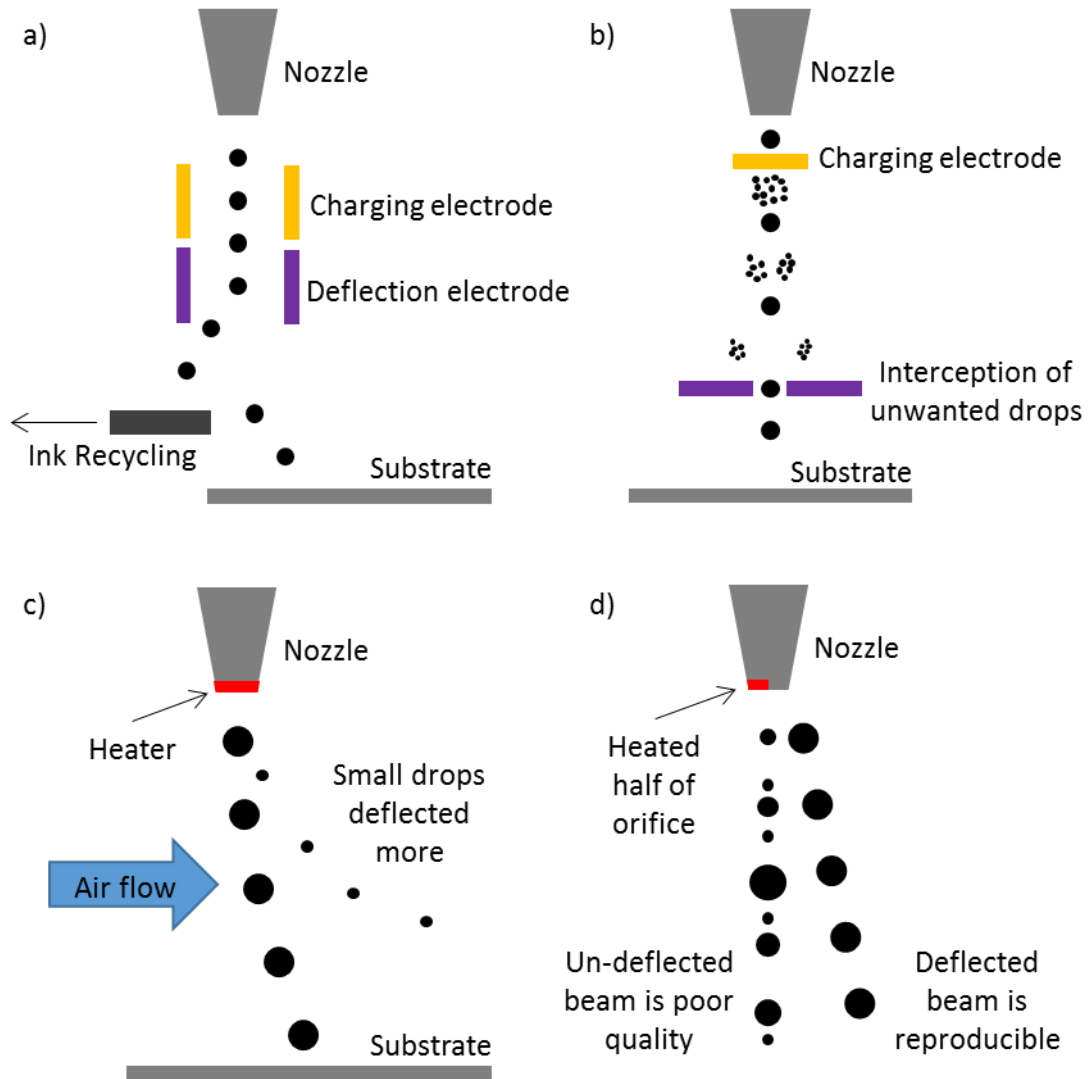 a)
Nozzle
Charging electrode
Deflection electrode
Ink Recycling
Substrate
b)
Nozzle
Charging electrode
Interception of
unwanted drops
Substrate
c)
Nozzle
Heater
Small drops
deflected
more
Air flow
Substrate
d)
Nozzle
Heated
half of
orifice
Un-deflected
beam is poor
quality
Deflected
beam is
reproducible